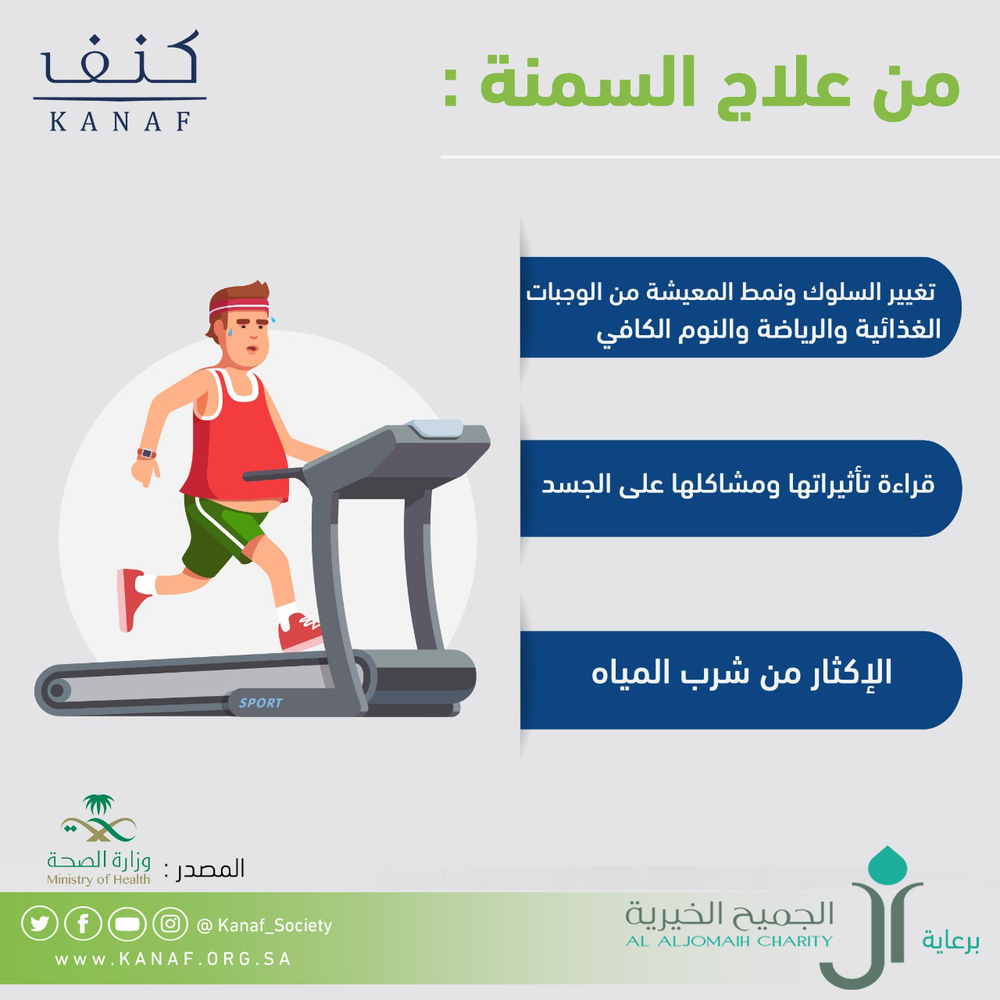 كنف
KANAF
من علاج السمنة :
تغيير السلوك ونمط المعيشة من الوجبات
الغذائية والرياضة والنوم الكافي
قراءة تأثيراتها ومشاكلها على الجسد
الإكثار من شرب المياه
SPORT
المصدر :
وزارة الصحة
Ministry of Health
برعاية
الجميح الخيرية
AL ALJOMAIH CHARITY
@ Kanaf_Society
www.KANAF.ORG.SA